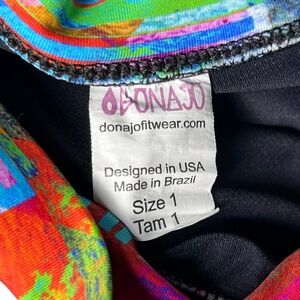 DONAJO
donajofitwear.com
Designed in USA
Made in Brazil
Size 1
Tam 1